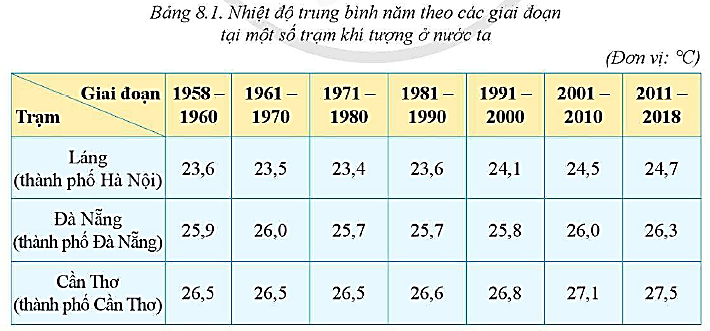 Bảng 8.1. Nhiệt độ trung bình năm theo các giai đoạn
tại một số trạm khí tượng ở nước ta
(Đơn vị: °C)
Giai đoạn 1958 – 1960 1961 – 1970 1971 – 1980 1981 – 1990 1991 – 2000 2001 – 2010 2011 – 2018
Trạm
Láng
(thành phố Hà Nội) 23,6 23,5 23,4 23,6 24,1 24,5 24,7
Đà Nẵng
(thành phố Đà Nẵng) 25,9 26,0 25,7 25,7 25,8 26,0 26,3
Cần Thơ
(thành phố Cần Thơ) 26,5 26,5 26,5 26,6 26,8 27,1 27,5